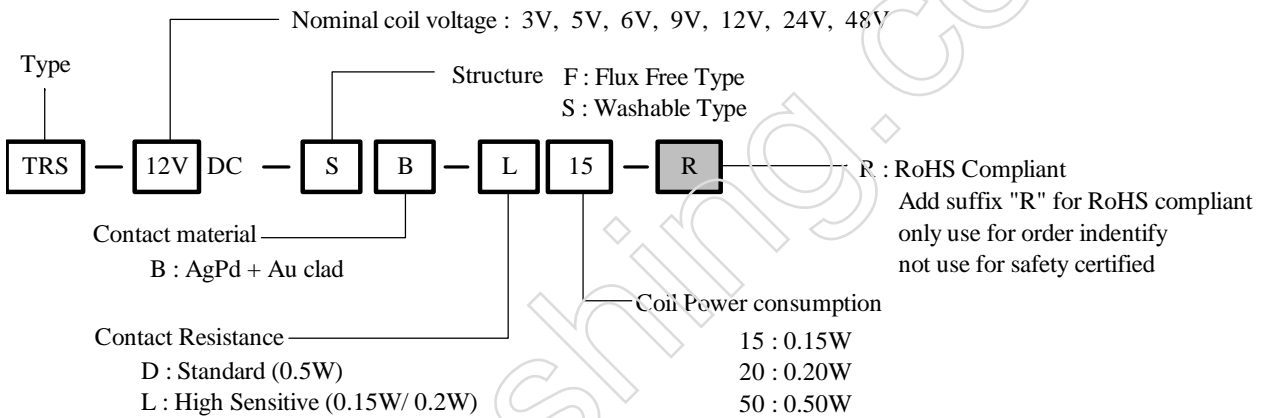 Nominal coil voltage : 3V, 5V, 6V, 9V, 12V, 24V, 48V
Type
Structure F : Flux Free Type
S : Washable Type
TRS — 12V DC — S B — L 15 — R
R : RoHS Compliant
Add suffix "R" for RoHS compliant
only use for order indentify
not use for safety certified
Contact material
B : AgPd + Au clad
Coil Power consumption
15 : 0.15W
20 : 0.20W
50 : 0.50W
Contact Resistance
D : Standard (0.5W)
L : High Sensitive (0.15W/ 0.2W)
shing.co